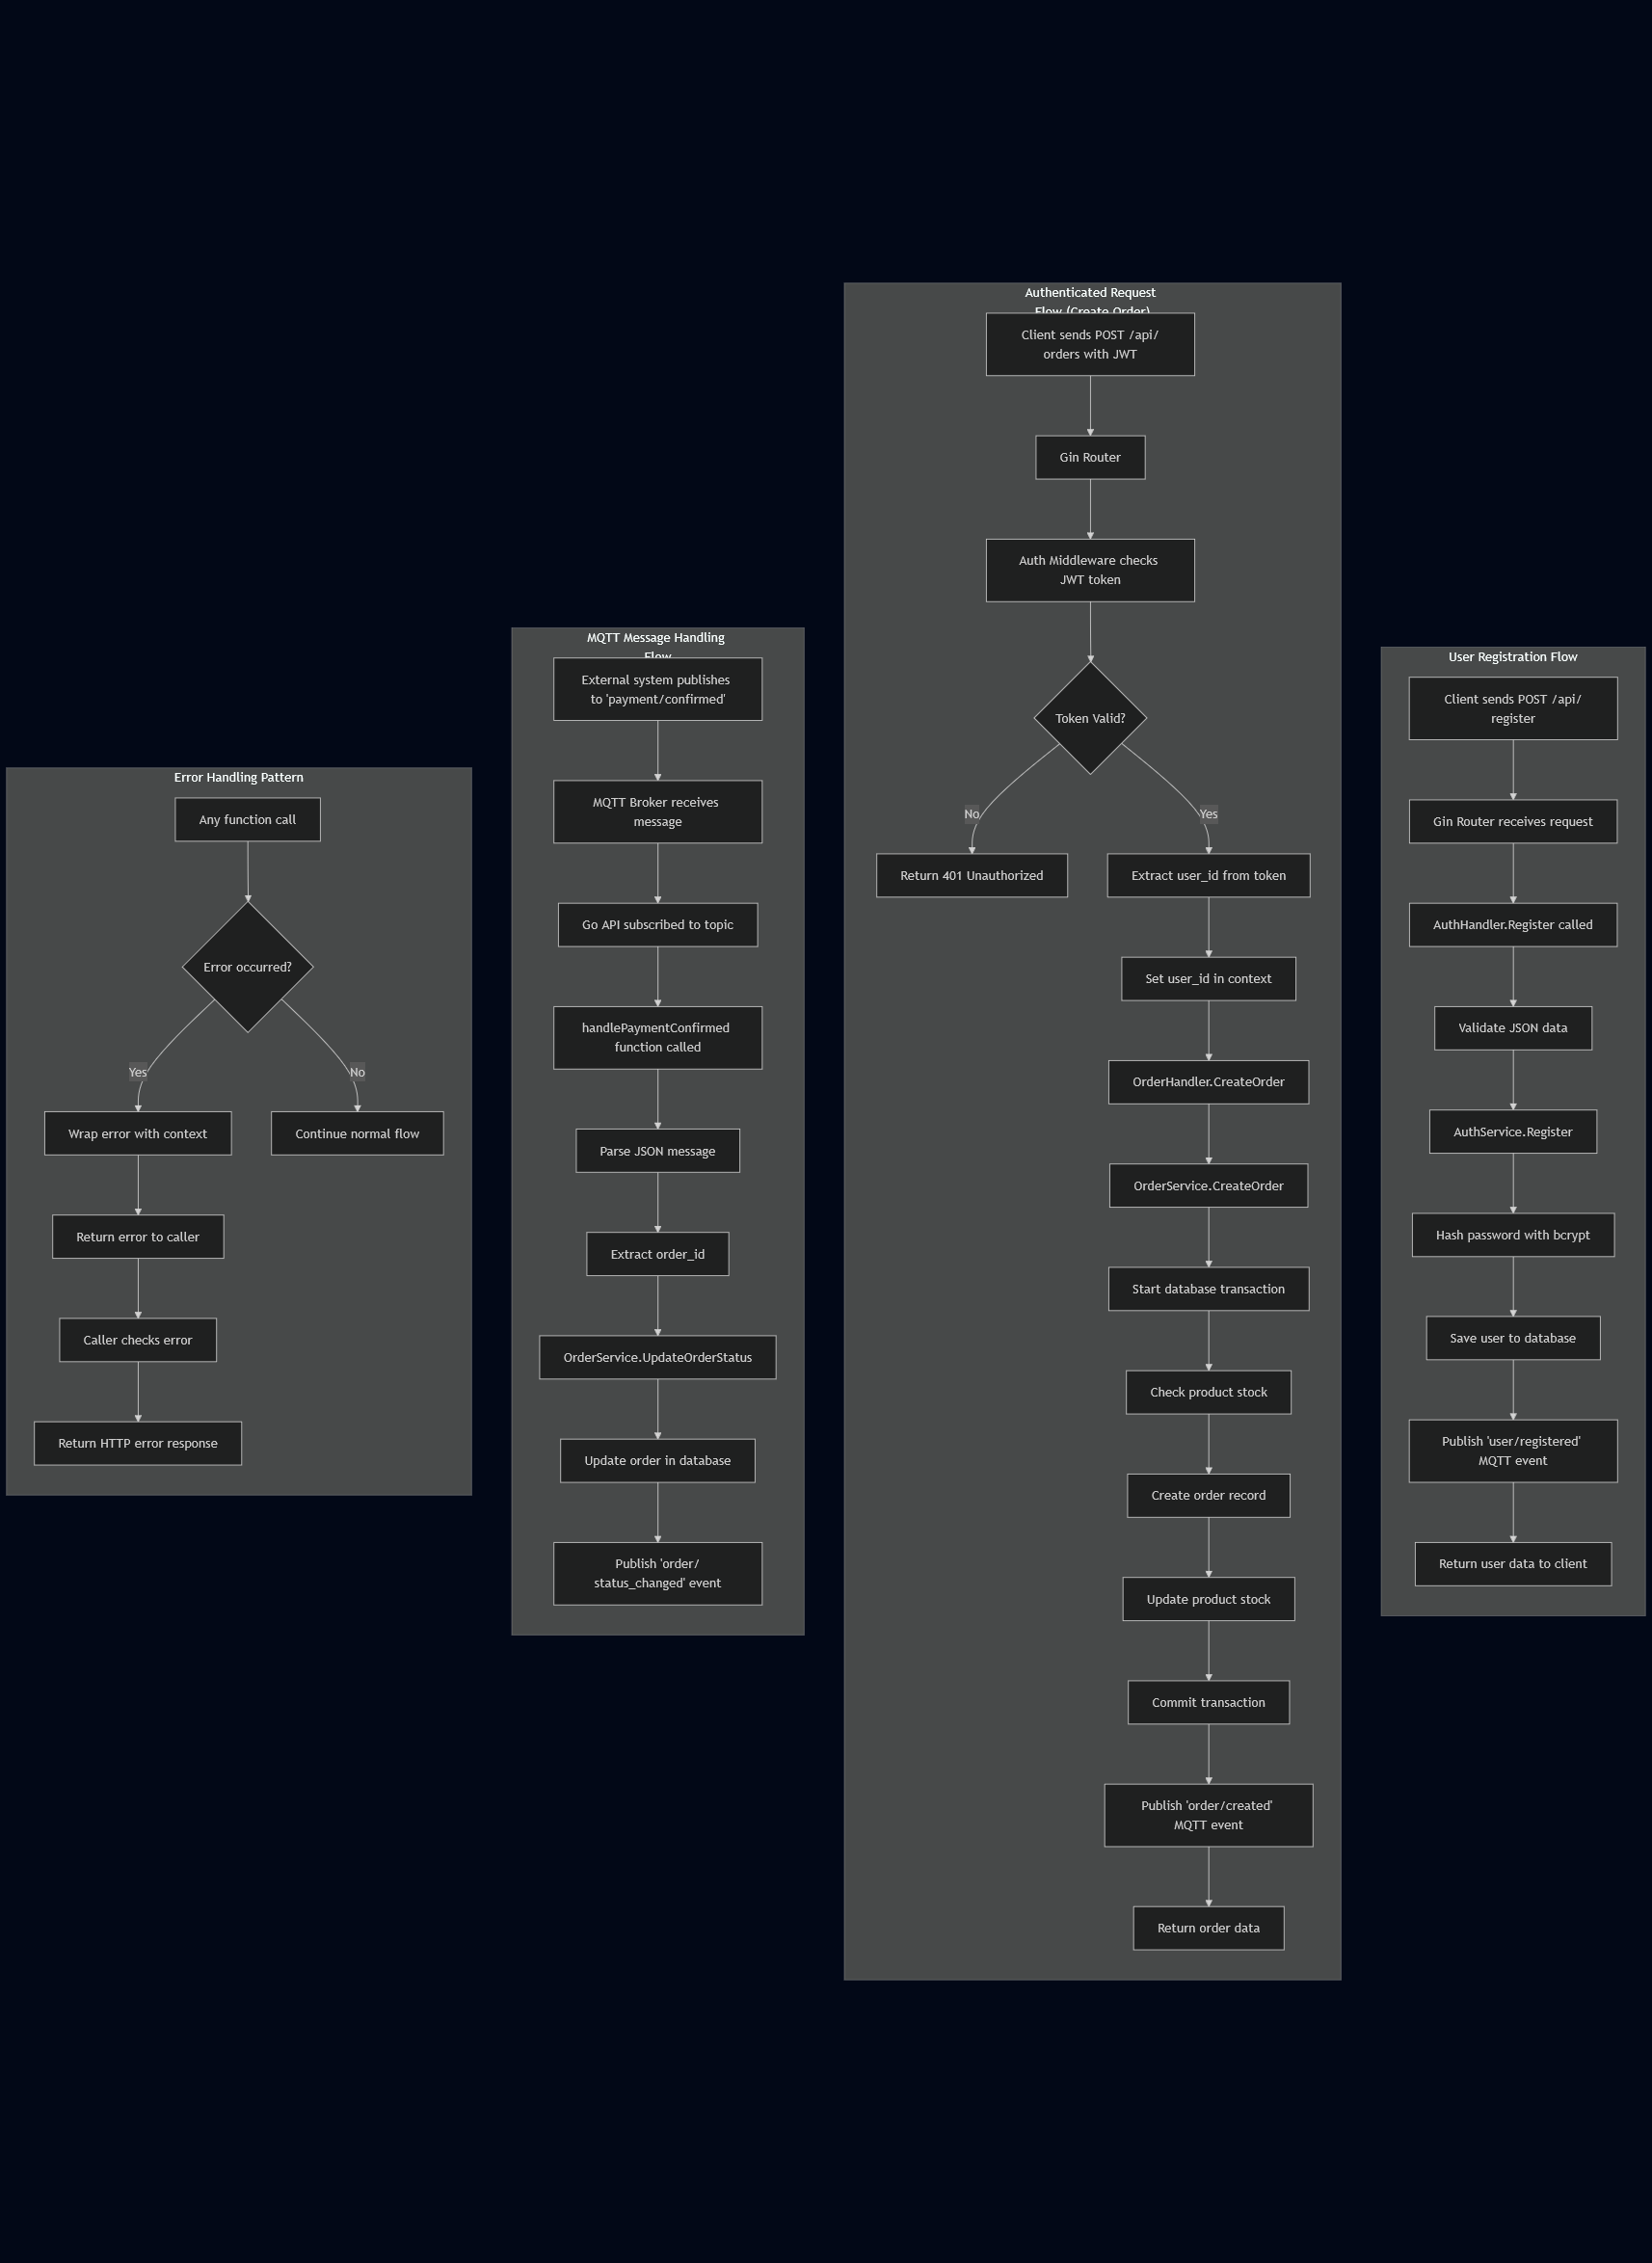 Error Handling Pattern
Any function call
Error occurred?
Yes
No
Wrap error with context
Continue normal flow
Return error to caller
Caller checks error
Return HTTP error response
MQTT Message Handling
Flow
External system publishes
to 'payment/confirmed'
MQTT Broker receives
message
Go API subscribed to topic
handlePaymentConfirmed
function called
Parse JSON message
Extract order_id
OrderService.UpdateOrderStatus
Update order in database
Publish 'order/
status_changed' event
Authenticated Request
Flow (Create Order)
Client sends POST /api/
orders with JWT
Gin Router
Auth Middleware checks
JWT token
Token Valid?
No
Yes
Return 401 Unauthorized
Extract user_id from token
Set user_id in context
OrderHandler.CreateOrder
OrderService.CreateOrder
Start database transaction
Check product stock
Create order record
Update product stock
Commit transaction
Publish 'order/created'
MQTT event
Return order data
User Registration Flow
Client sends POST /api/
register
Gin Router receives request
AuthHandler.Register called
Validate JSON data
AuthService.Register
Hash password with bcrypt
Save user to database
Publish 'user/registered'
MQTT event
Return user data to client